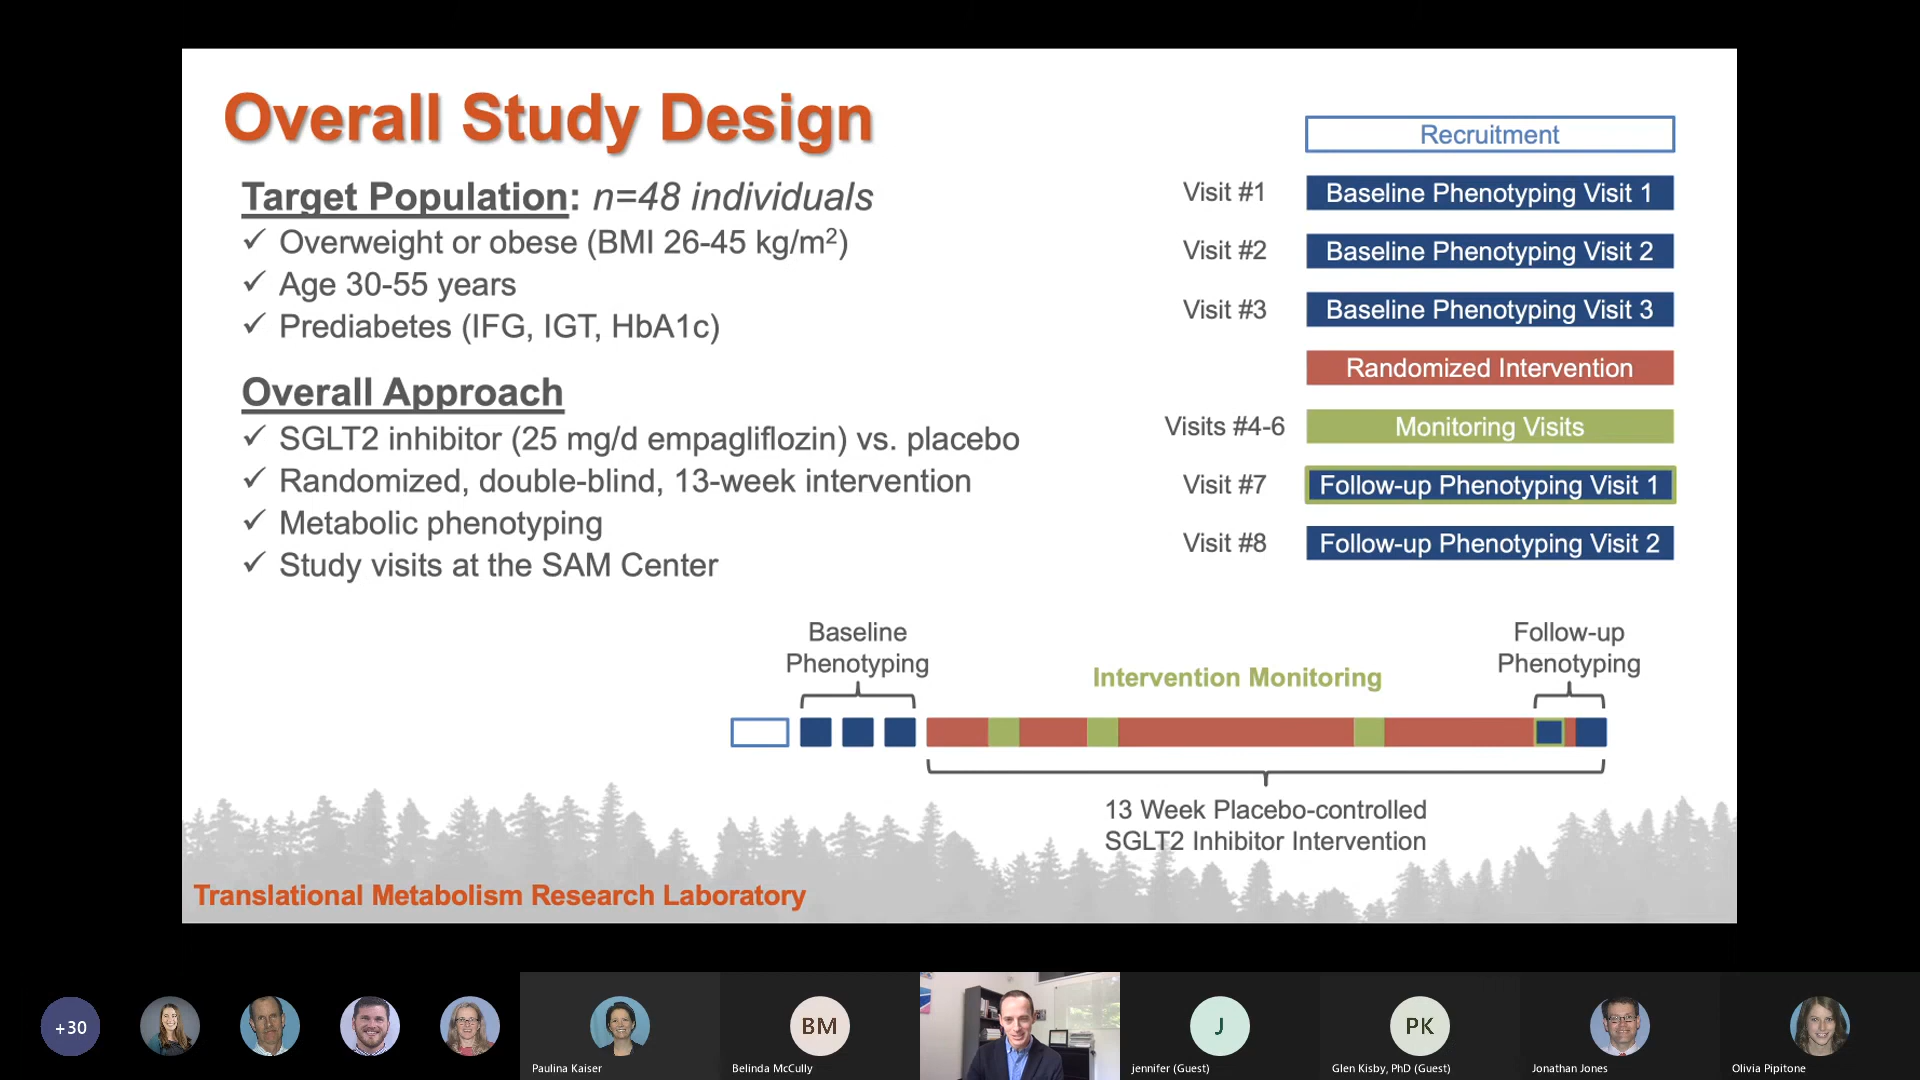 Overall Study Design
Target Population: n=48 individuals
✓ Overweight or obese (BMI 26-45 kg/m²)
✓ Age 30-55 years
✓ Prediabetes (IFG, IGT, HbA1c)
Overall Approach
✓ SGLT2 inhibitor (25 mg/d empagliflozin) vs. placebo
✓ Randomized, double-blind, 13-week intervention
✓ Metabolic phenotyping
✓ Study visits at the SAM Center
Recruitment
Visit #1 Baseline Phenotyping Visit 1
Visit #2 Baseline Phenotyping Visit 2
Visit #3 Baseline Phenotyping Visit 3
Randomized Intervention
Visits #4-6 Monitoring Visits
Visit #7 Follow-up Phenotyping Visit 1
Visit #8 Follow-up Phenotyping Visit 2
Baseline
Phenotyping
Intervention Monitoring
Follow-up
Phenotyping
13 Week Placebo-controlled
SGLT2 Inhibitor Intervention
Translational Metabolism Research Laboratory
+30
BM
J
PK
Paulina Kaiser
Belinda McCully
jennifer (Guest)
Glen Kisby, PhD (Guest)
Jonathan Jones
Olivia Pipitone